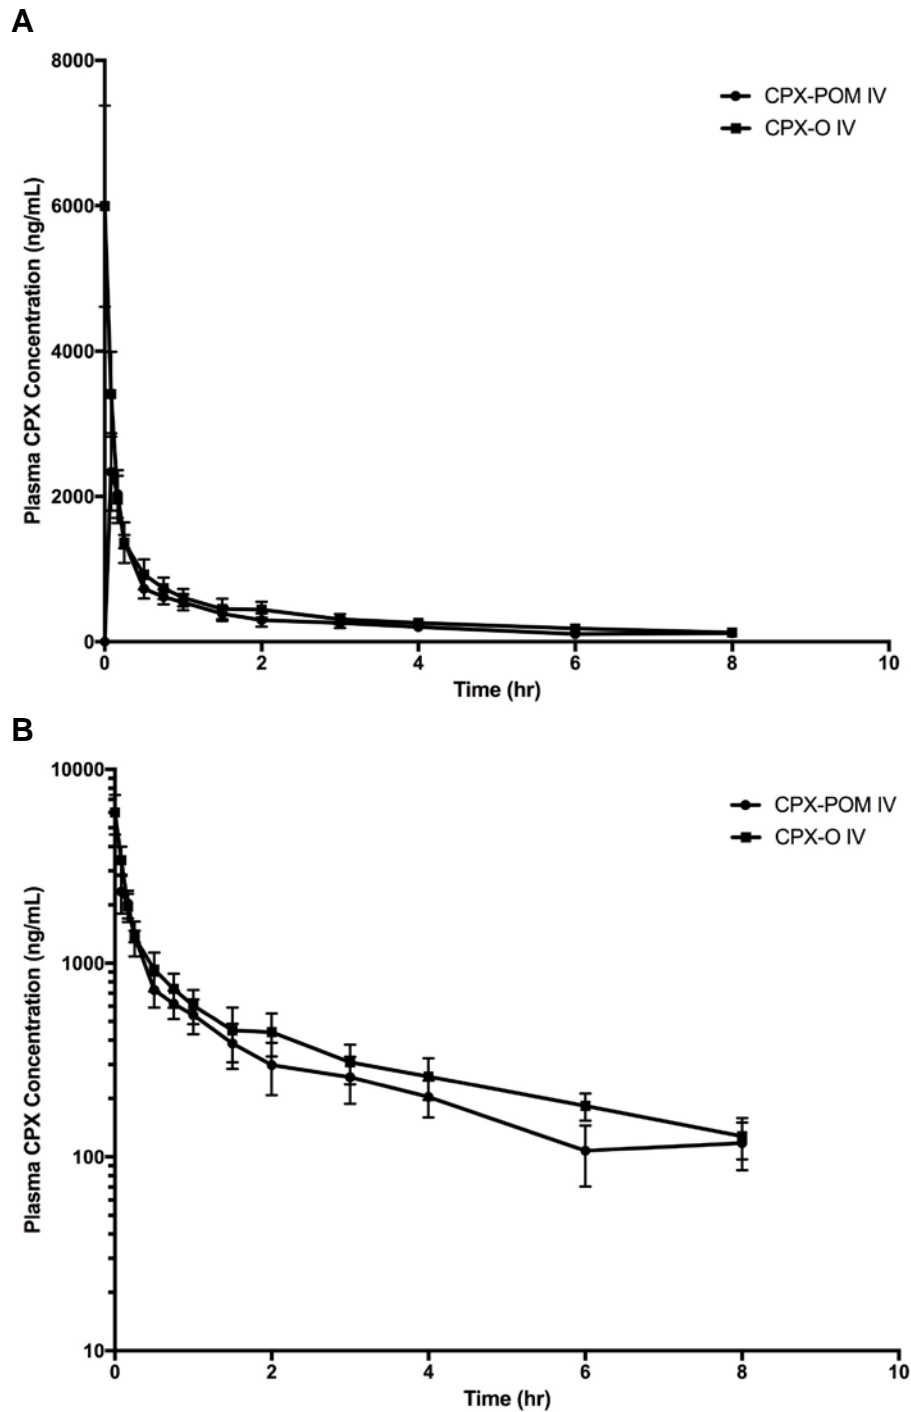 A
8000
6000
4000
2000
0
Plasma CPX Concentration (ng/mL)
CPX-POM IV
CPX-O IV
0 2 4 6 8 10
Time (hr)
B
10000
1000
100
10
Plasma CPX Concentration (ng/mL)
CPX-POM IV
CPX-O IV
0 2 4 6 8 10
Time (hr)